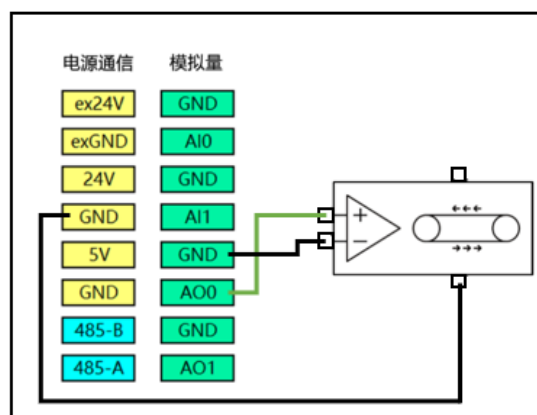 电源通信 模拟量
ex24V GND
exGND AI0
24V GND
GND AI1
5V GND
GND AO0
485-B GND
485-A AO1
+
−
←←←
→→→